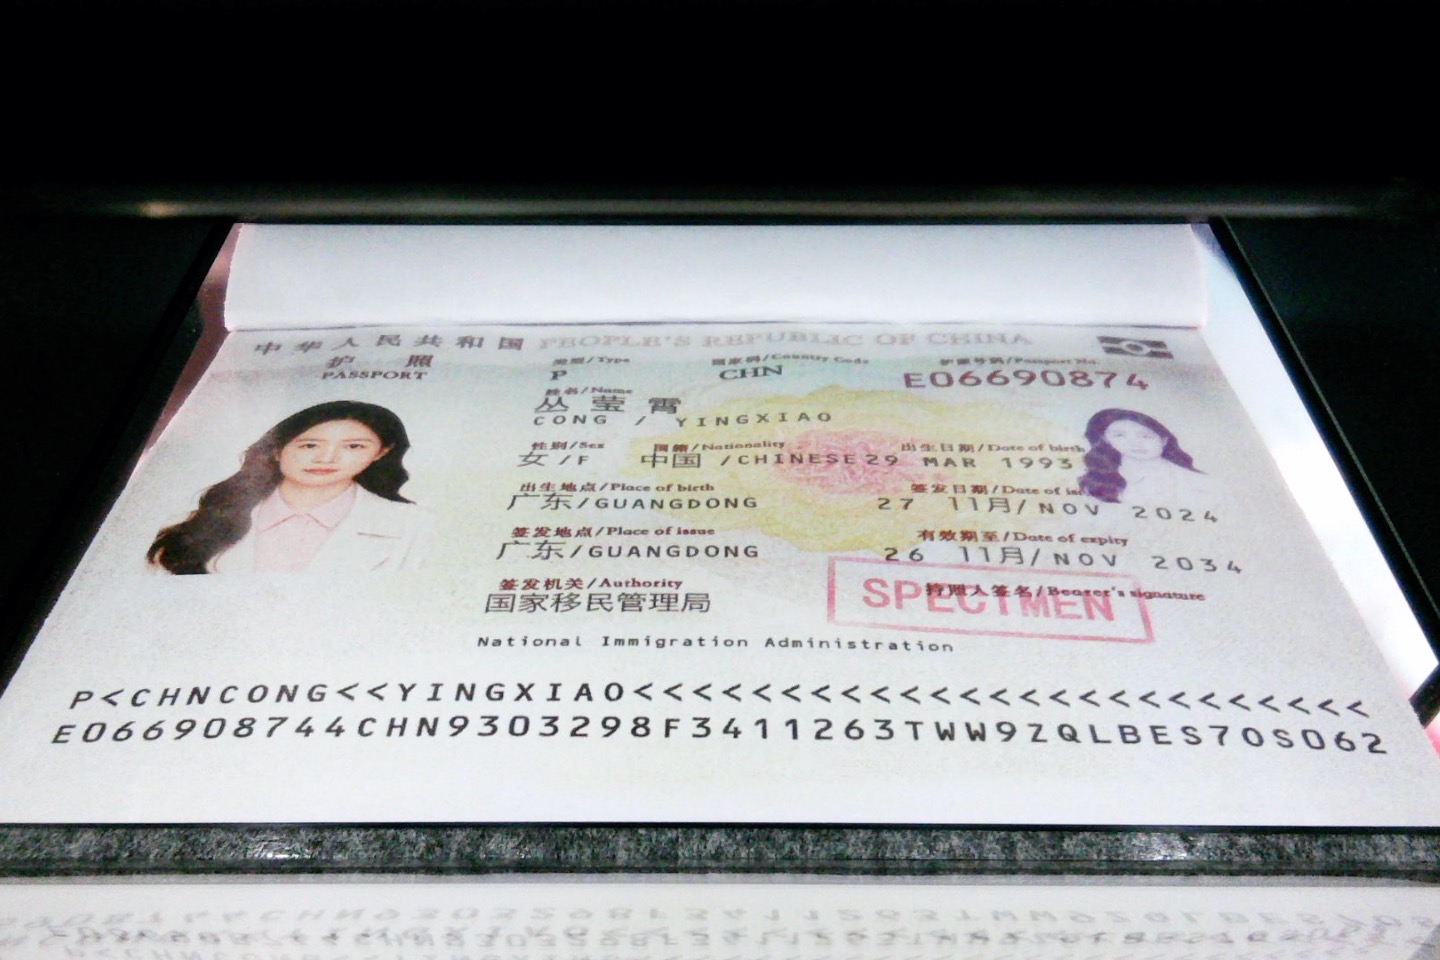 中华人民共和国 PEOPLE'S REPUBLIC OF CHINA
护 照
PASSPORT
类型/Type 国家码/Country Code 护照号码/Passport No.
P CHN E06690874
姓名/Name
丛 莹 霄
CONG / YINGXIAO
性别/Sex 国籍/Nationality 出生日期/Date of birth
女 /F 中国 /CHINESE 29 MAR 1993
出生地点/Place of birth 签发日期/Date of
广东/GUANGDONG 27 11月/NOV 2024
签发地点/Place of issue 有效期至/Date of expiry
广东/GUANGDONG 26 11月/NOV 2034
签发机关/Authority 持照人签名/Bearer's signature
国家移民管理局 SPECIMEN
National Immigration Administration
P<CHNCONG<<YINGXIAO<<<<<<<<<<<<<<<<<<<<<<<<<
E066908744CHN9303298F3411263TWW9ZQLBES70S062